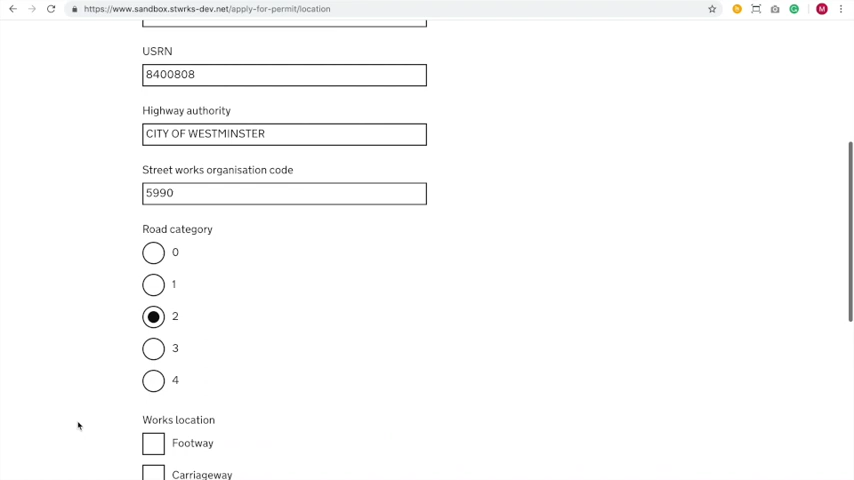 https://www.sandbox.stwrks-dev.net/apply-for-permit/location
M
USRN
8400808
Highway authority
CITY OF WESTMINSTER
Street works organisation code
5990
Road category
0
1
2
3
4
Works location
Footway
Carriageway